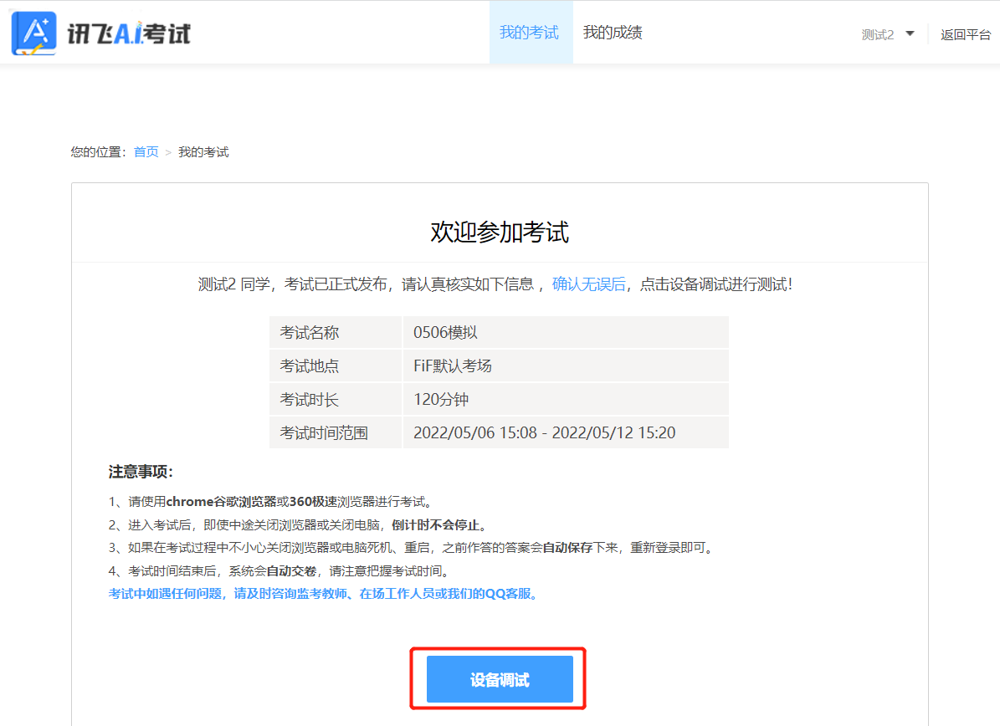 讯飞A.I.考试
我的考试 我的成绩 测试2 返回平台
您的位置：首页 > 我的考试
欢迎参加考试
测试2 同学，考试已正式发布，请认真核实如下信息 ，确认无误后，点击设备调试进行测试！
考试名称 0506模拟
考试地点 FiF默认考场
考试时长 120分钟
考试时间范围 2022/05/06 15:08 - 2022/05/12 15:20
注意事项：
1、请使用chrome谷歌浏览器或360极速浏览器进行考试。
2、进入考试后，即使中途关闭浏览器或关闭电脑，倒计时不会停止。
3、如果在考试过程中不小心关闭浏览器或电脑死机、重启，之前作答的答案会自动保存下来，重新登录即可。
4、考试时间结束后，系统会自动交卷，请注意把握考试时间。
考试中如遇任何问题，请及时咨询监考教师、在场工作人员或我们的QQ客服。
设备调试